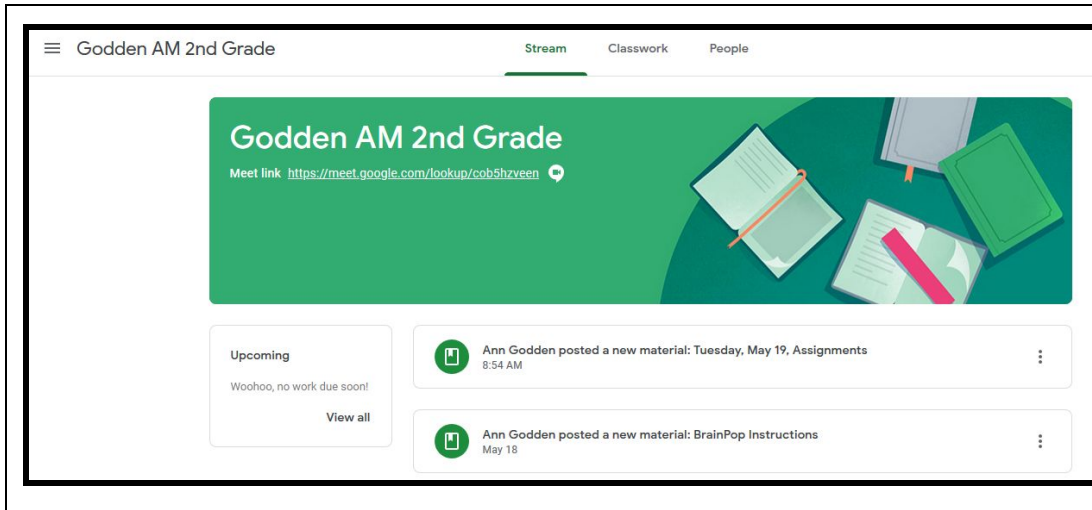 Godden AM 2nd Grade
Stream Classwork People
Godden AM 2nd Grade
Meet link https://meet.google.com/lookup/cob5hzveen
Upcoming
Woohoo, no work due soon!
View all
Ann Godden posted a new material: Tuesday, May 19, Assignments
8:54 AM
Ann Godden posted a new material: BrainPop Instructions
May 18